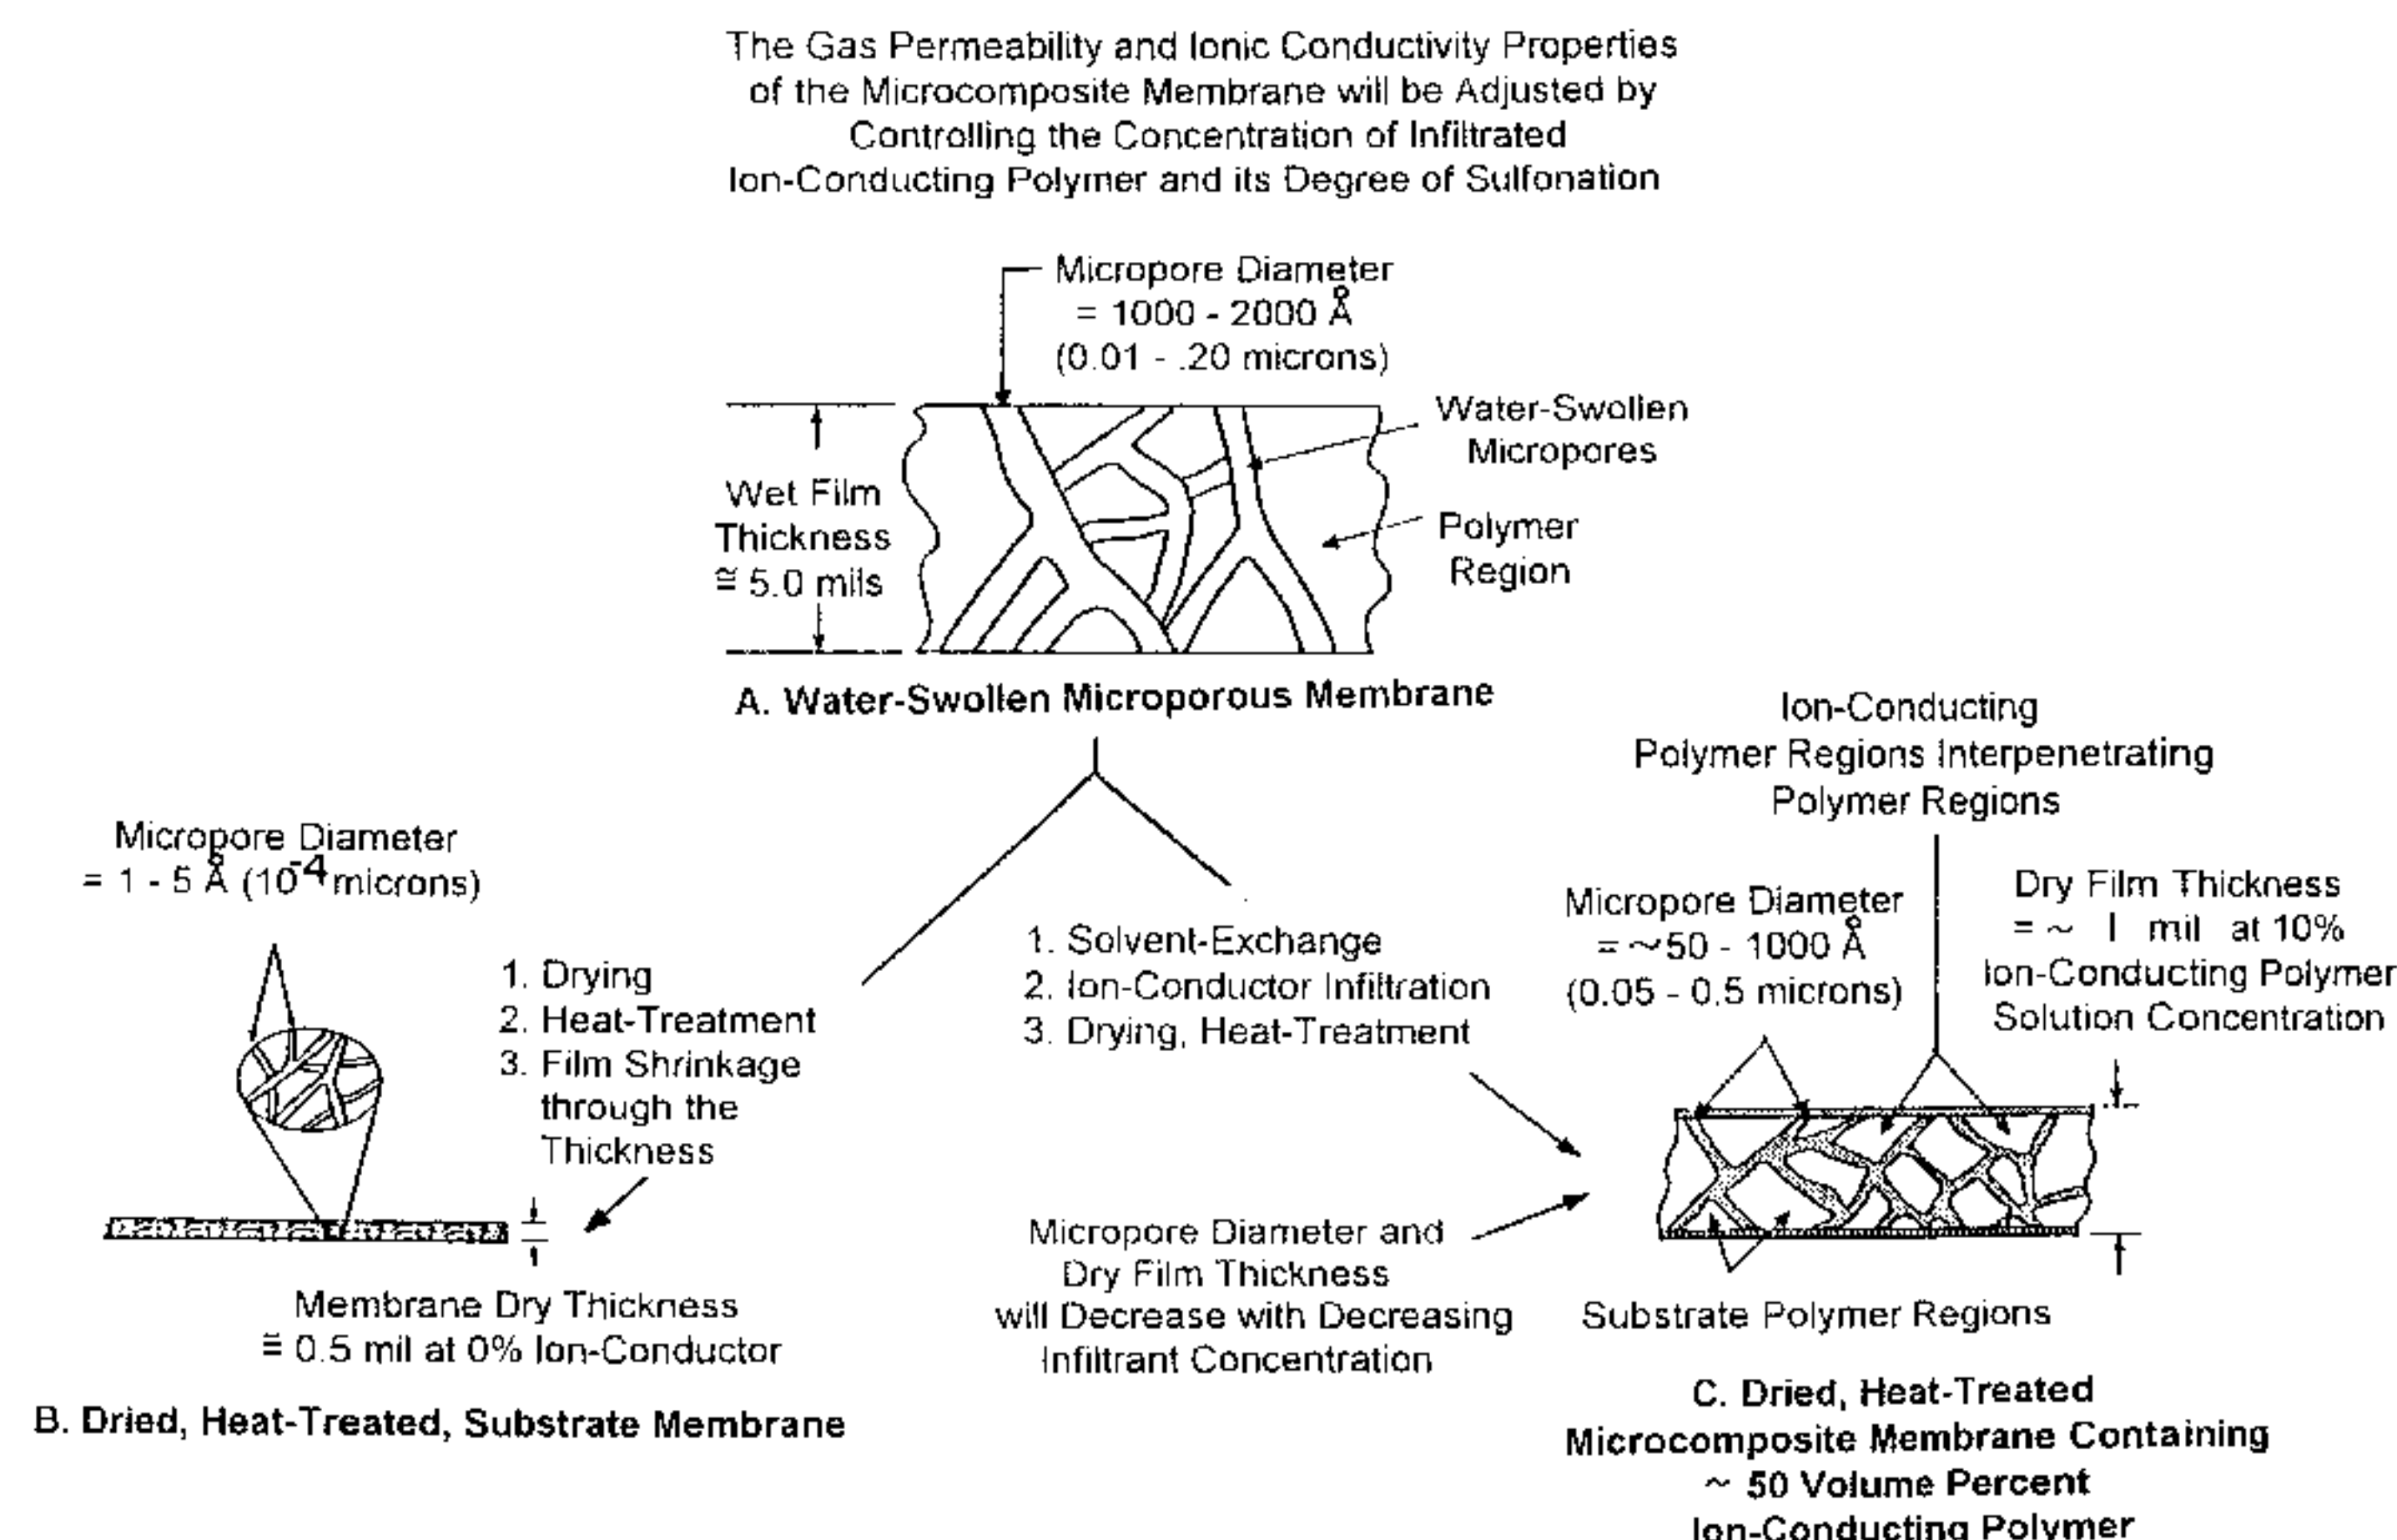 The Gas Permeability and Ionic Conductivity Properties
of the Microcomposite Membrane will be Adjusted by
Controlling the Concentration of Infiltrated
Ion-Conducting Polymer and its Degree of Sulfonation
Micropore Diameter
= 1000 - 2000 Å
(0.01 - .20 microns)
Water-Swollen
Micropores
Wet Film
Thickness
≅ 5.0 mils
Polymer
Region
A. Water-Swollen Microporous Membrane
Ion-Conducting
Polymer Regions Interpenetrating
Polymer Regions
Micropore Diameter
= 1 - 5 Å (10⁻⁴ microns)
1. Drying
2. Heat-Treatment
3. Film Shrinkage
through the
Thickness
1. Solvent-Exchange
2. Ion-Conductor Infiltration
3. Drying, Heat-Treatment
Micropore Diameter
= ~50 - 1000 Å
(0.05 - 0.5 microns)
Dry Film Thickness
= ~ 1 mil at 10%
Ion-Conducting Polymer
Solution Concentration
Membrane Dry Thickness
≅ 0.5 mil at 0% Ion-Conductor
B. Dried, Heat-Treated, Substrate Membrane
Micropore Diameter and
Dry Film Thickness
will Decrease with Decreasing
Infiltrant Concentration
Substrate Polymer Regions
C. Dried, Heat-Treated
Microcomposite Membrane Containing
~ 50 Volume Percent
Ion-Conducting Polymer